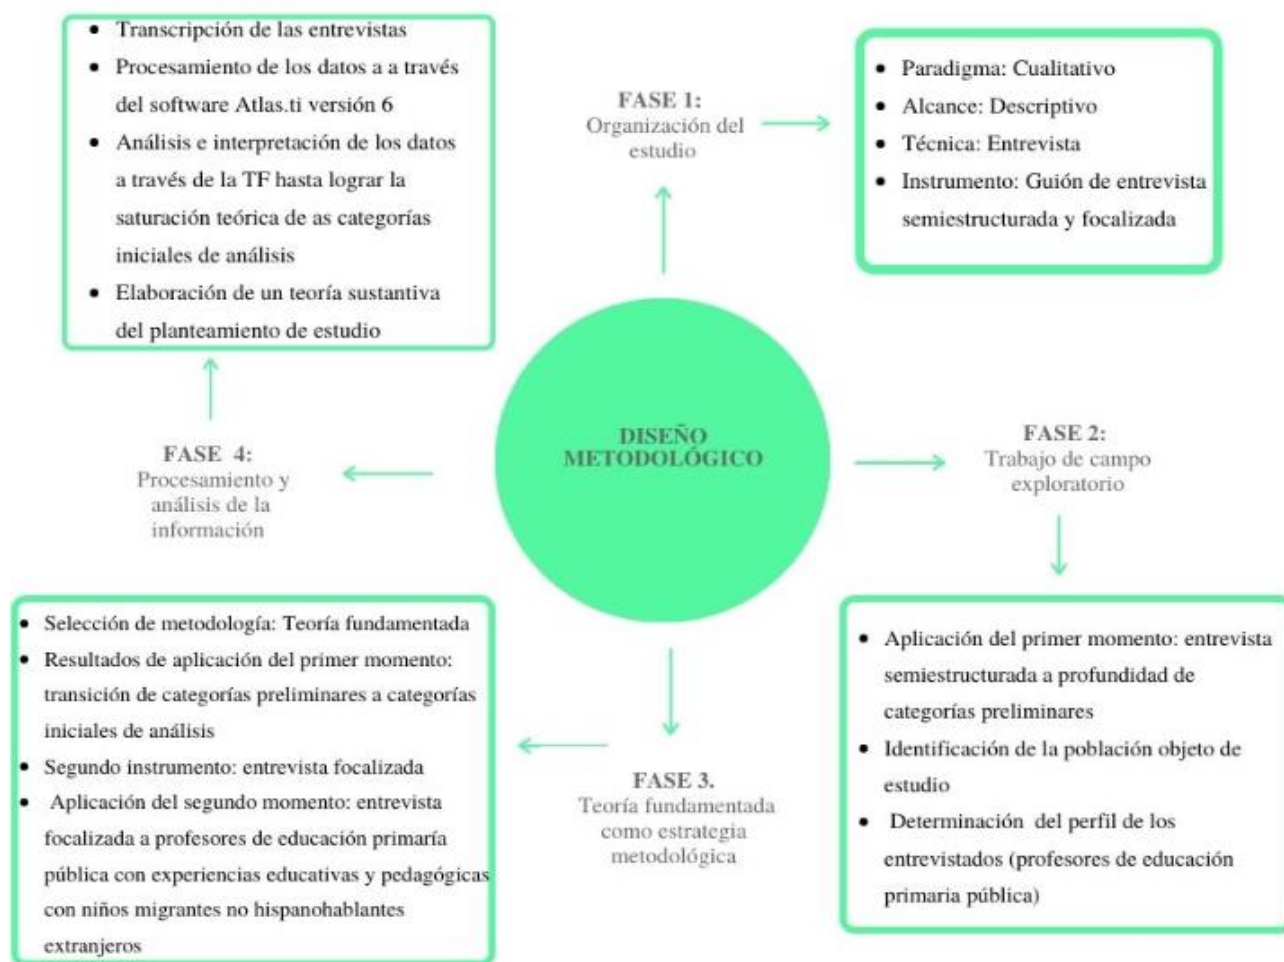 DISEÑO
METODOLÓGICO
FASE 1:
Organización del
estudio
• Paradigma: Cualitativo
• Alcance: Descriptivo
• Técnica: Entrevista
• Instrumento: Guión de entrevista
semiestructurada y focalizada
FASE 2:
Trabajo de campo
exploratorio
• Aplicación del primer momento: entrevista
semiestructurada a profundidad de
categorías preliminares
• Identificación de la población objeto de
estudio
• Determinación del perfil de los
entrevistados (profesores de educación
primaria pública)
FASE 3.
Teoría fundamentada
como estrategia
metodológica
• Selección de metodología: Teoría fundamentada
• Resultados de aplicación del primer momento:
transición de categorías preliminares a categorías
iniciales de análisis
• Segundo instrumento: entrevista focalizada
• Aplicación del segundo momento: entrevista
focalizada a profesores de educación primaría
pública con experiencias educativas y pedagógicas
con niños migrantes no hispanohablantes
extranjeros
FASE 4:
Procesamiento y
análisis de la
información
• Transcripción de las entrevistas
• Procesamiento de los datos a a través
del software Atlas.ti versión 6
• Análisis e interpretación de los datos
a través de la TF hasta lograr la
saturación teórica de as categorías
iniciales de análisis
• Elaboración de un teoría sustantiva
del planteamiento de estudio